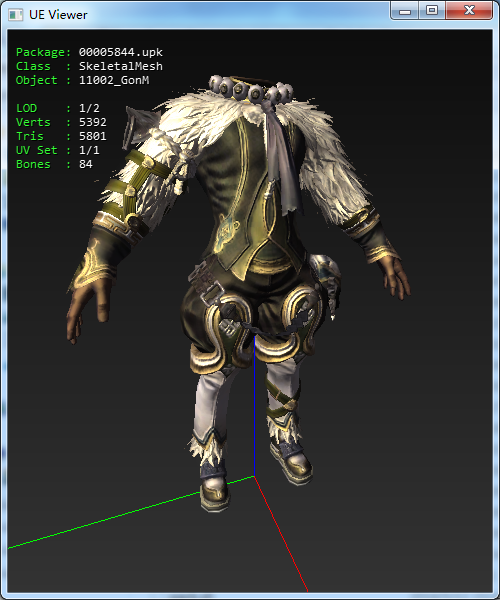 UE Viewer
Package: 00005844.upk
Class : SkeletalMesh
Object : 11002_GonM
LOD : 1/2
Verts : 5392
Tris : 5801
UV Set : 1/1
Bones : 84